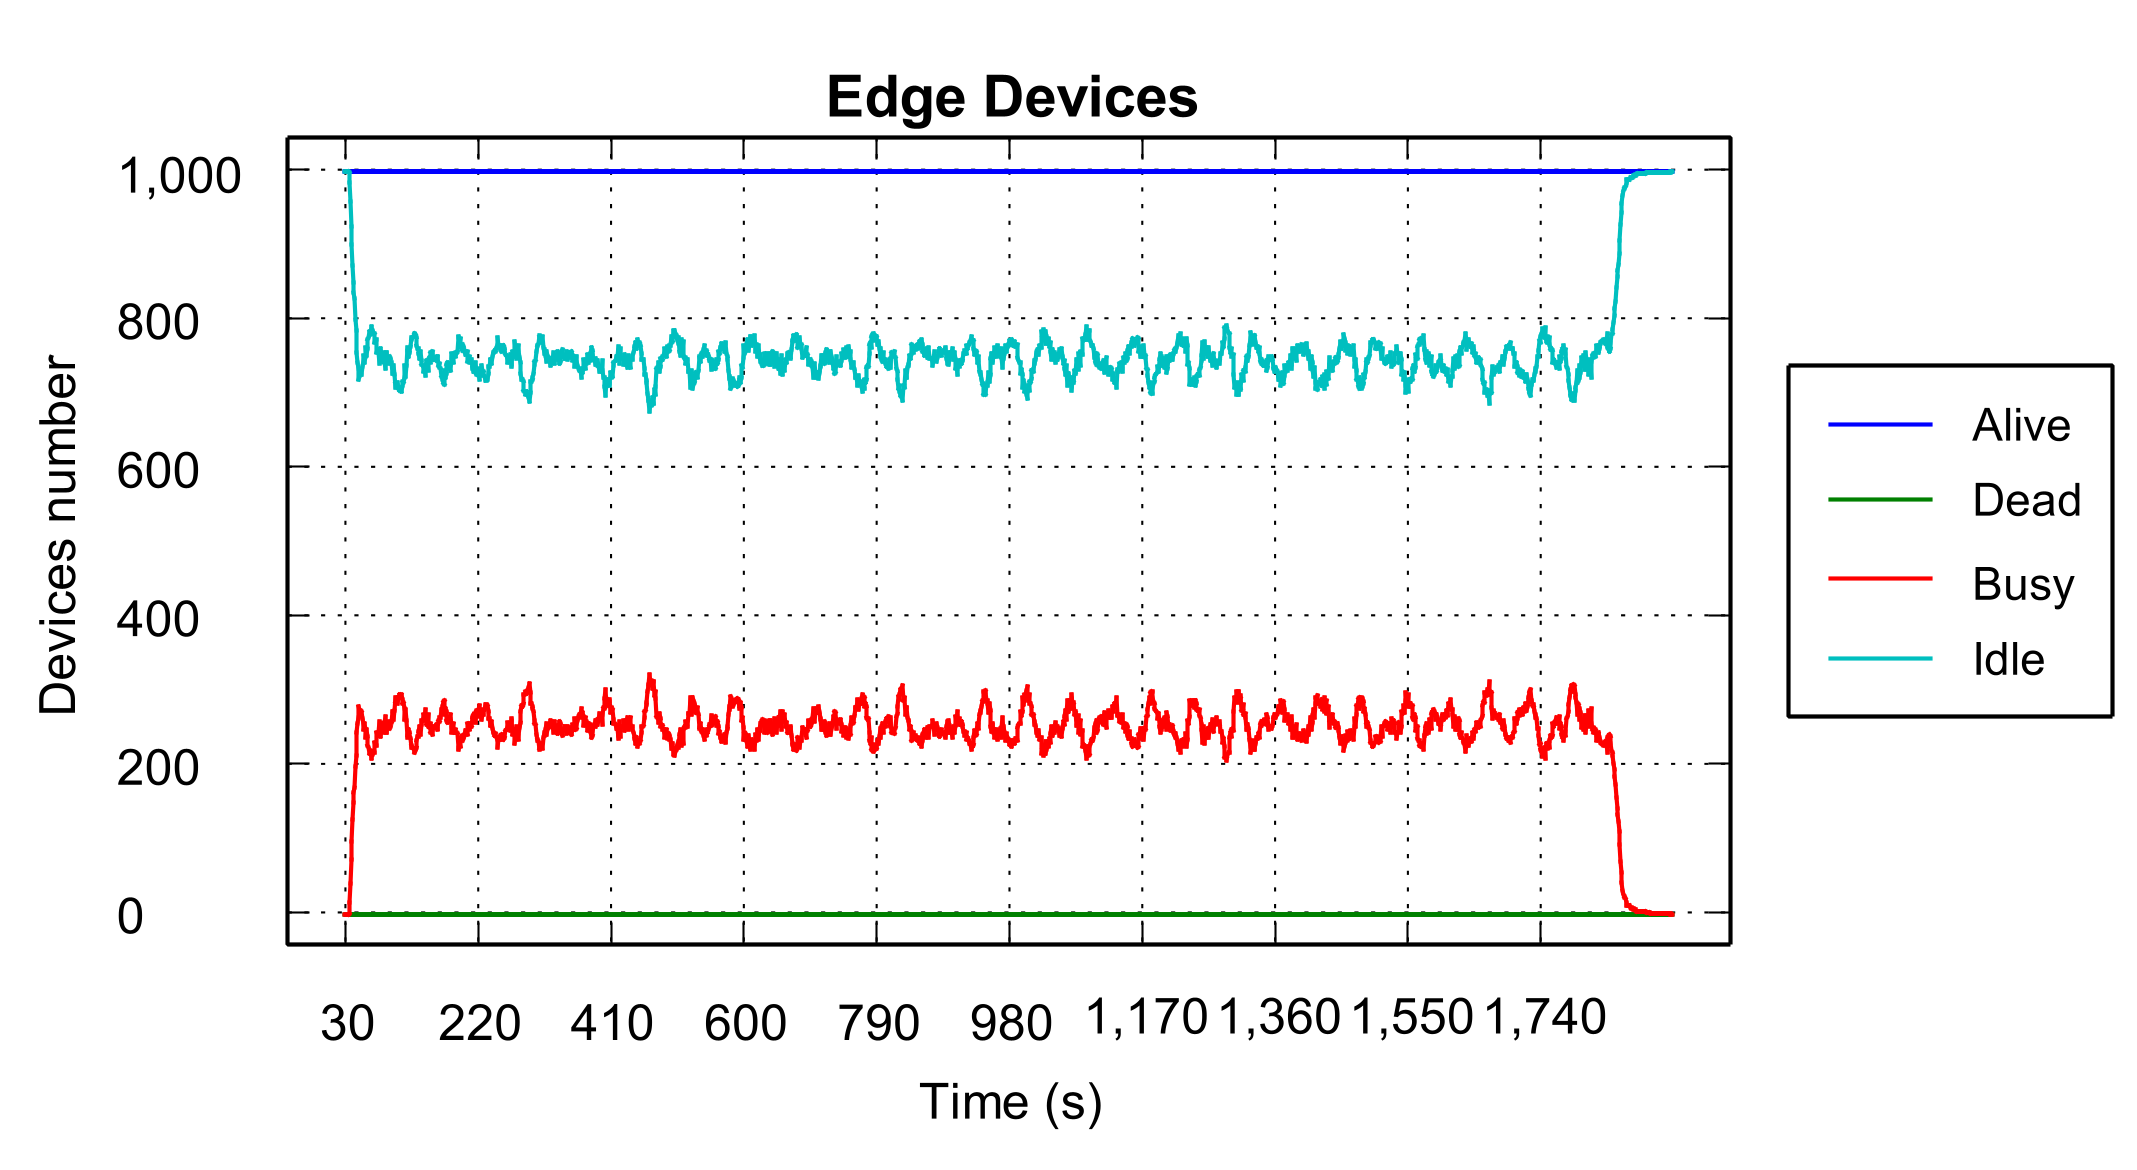 Edge Devices
1,000
800
600
400
200
0
Devices number
30 220 410 600 790 980 1,170 1,360 1,550 1,740
Time (s)
Alive
Dead
Busy
Idle